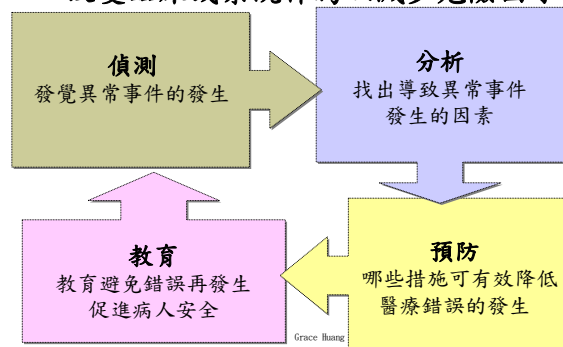 偵測
發覺異常事件的發生
分析
找出導致異常事件
發生的因素
預防
哪些措施可有效降低
醫療錯誤的發生
教育
教育避免錯誤再發生
促進病人安全
Grace Huang